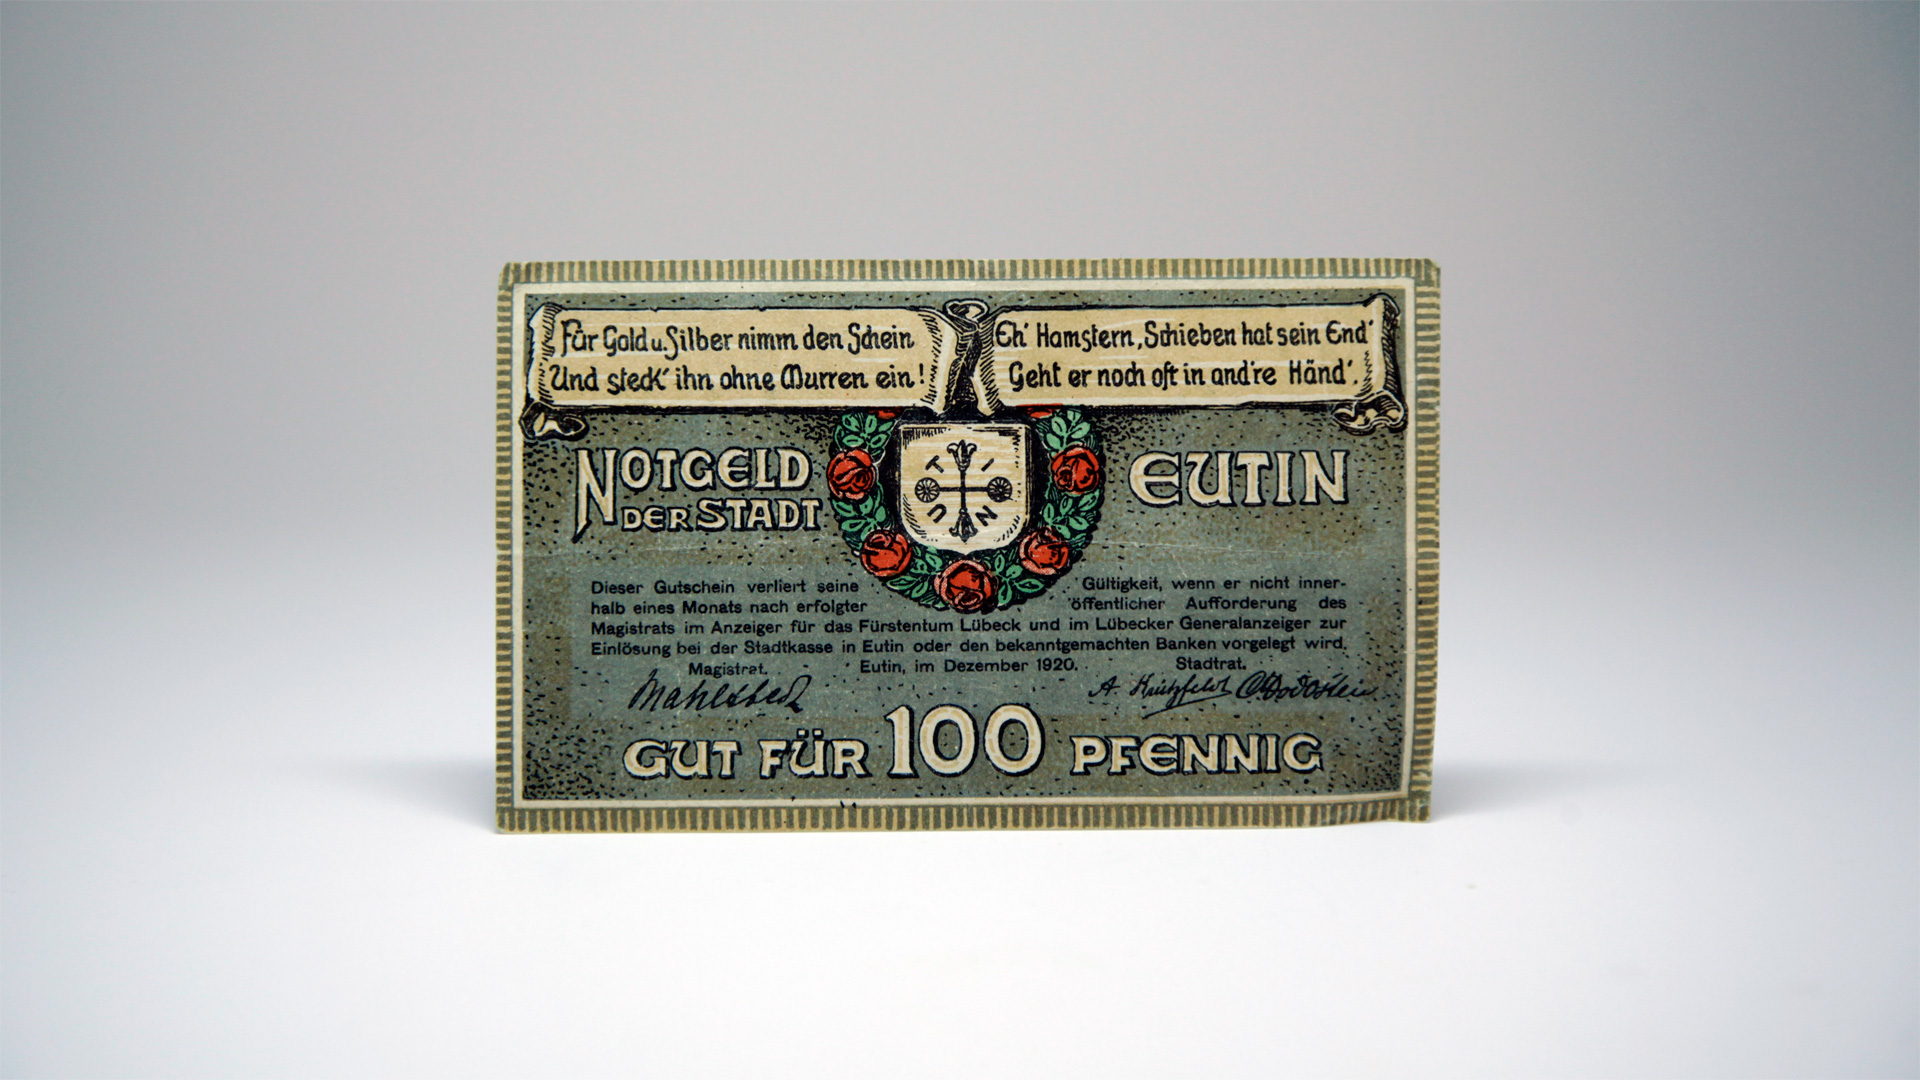 Für Gold u. Silber nimm den Schein
Und steck' ihn ohne Murren ein!
Eh' Hamstern, Schieben hat sein End'
Geht er noch oft in and're Händ'.
NOTGELD
DER STADT
EUTIN
T I
U N
Dieser Gutschein verliert seine Gültigkeit, wenn er nicht inner-
halb eines Monats nach erfolgter öffentlicher Aufforderung des
Magistrats im Anzeiger für das Fürstentum Lübeck und im Lübecker Generalanzeiger zur
Einlösung bei der Stadtkasse in Eutin oder den bekanntgemachten Banken vorgelegt wird.
Magistrat. Eutin, im Dezember 1920. Stadtrat.
GUT FÜR 100 PFENNIG